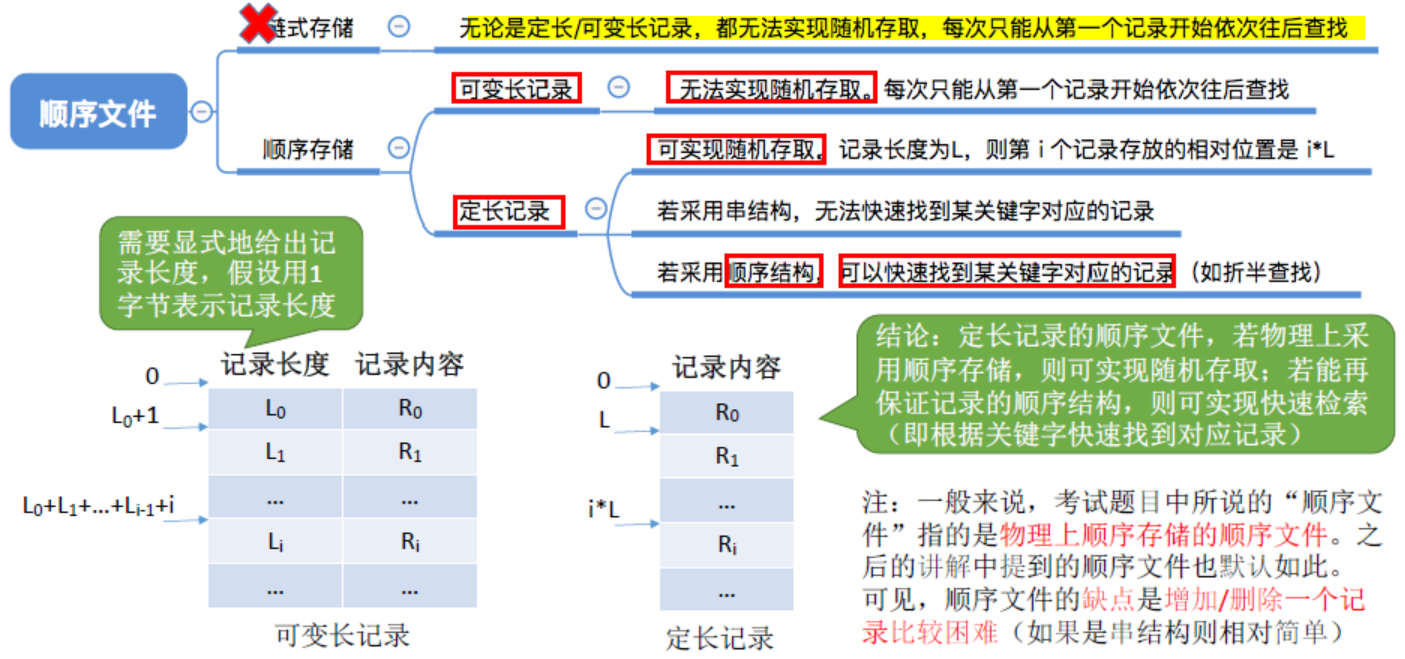 链式存储
无论是定长/可变长记录，都无法实现随机存取，每次只能从第一个记录开始依次往后查找
顺序文件
可变长记录
无法实现随机存取。每次只能从第一个记录开始依次往后查找
顺序存储
可实现随机存取。记录长度为L，则第 i 个记录存放的相对位置是 i*L
定长记录
若采用串结构，无法快速找到某关键字对应的记录
若采用顺序结构，可以快速找到某关键字对应的记录（如折半查找）
需要显式地给出记
录长度，假设用1
字节表示记录长度
记录长度 记录内容
0
L0+1
L0+L1+...+Li-1+i
L0 R0
L1 R1
... ...
Li Ri
... ...
可变长记录
记录内容
0
L
i*L
R0
R1
...
Ri
...
定长记录
结论：定长记录的顺序文件，若物理上采
用顺序存储，则可实现随机存取；若能再
保证记录的顺序结构，则可实现快速检索
（即根据关键字快速找到对应记录）
注：一般来说，考试题目中所说的“顺序文
件”指的是物理上顺序存储的顺序文件。之
后的讲解中提到的顺序文件也默认如此。
可见，顺序文件的缺点是增加/删除一个记
录比较困难（如果是串结构则相对简单）